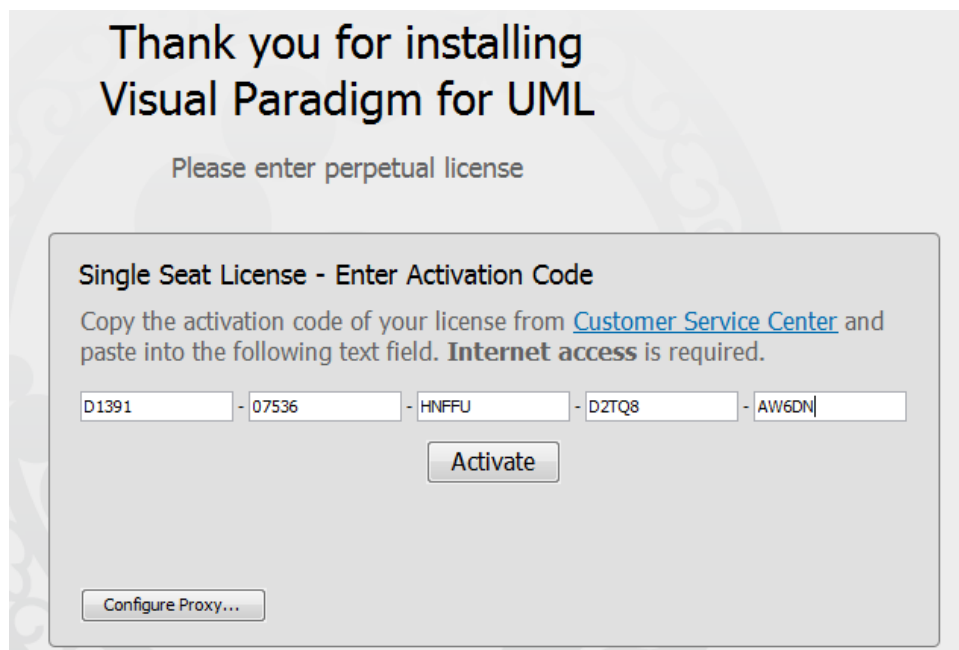 Thank you for installing
Visual Paradigm for UML
Please enter perpetual license
Single Seat License - Enter Activation Code
Copy the activation code of your license from Customer Service Center and
paste into the following text field. Internet access is required.
D1391 - 07536 - HNFFU - D2TQ8 - AW6DN
Activate
Configure Proxy...